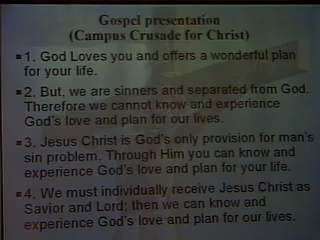 Gospel presentation
(Campus Crusade for Christ)
1. God Loves you and offers a wonderful plan
for your life.
2. But, we are sinners and separated from God.
Therefore we cannot know and experience
God's love and plan for our lives.
3. Jesus Christ is God's only provision for man's
sin problem. Through Him you can know and
experience God's love and plan for your life.
4. We must individually receive Jesus Christ as
Savior and Lord; then we can know and
experience God's love and plan for our lives.